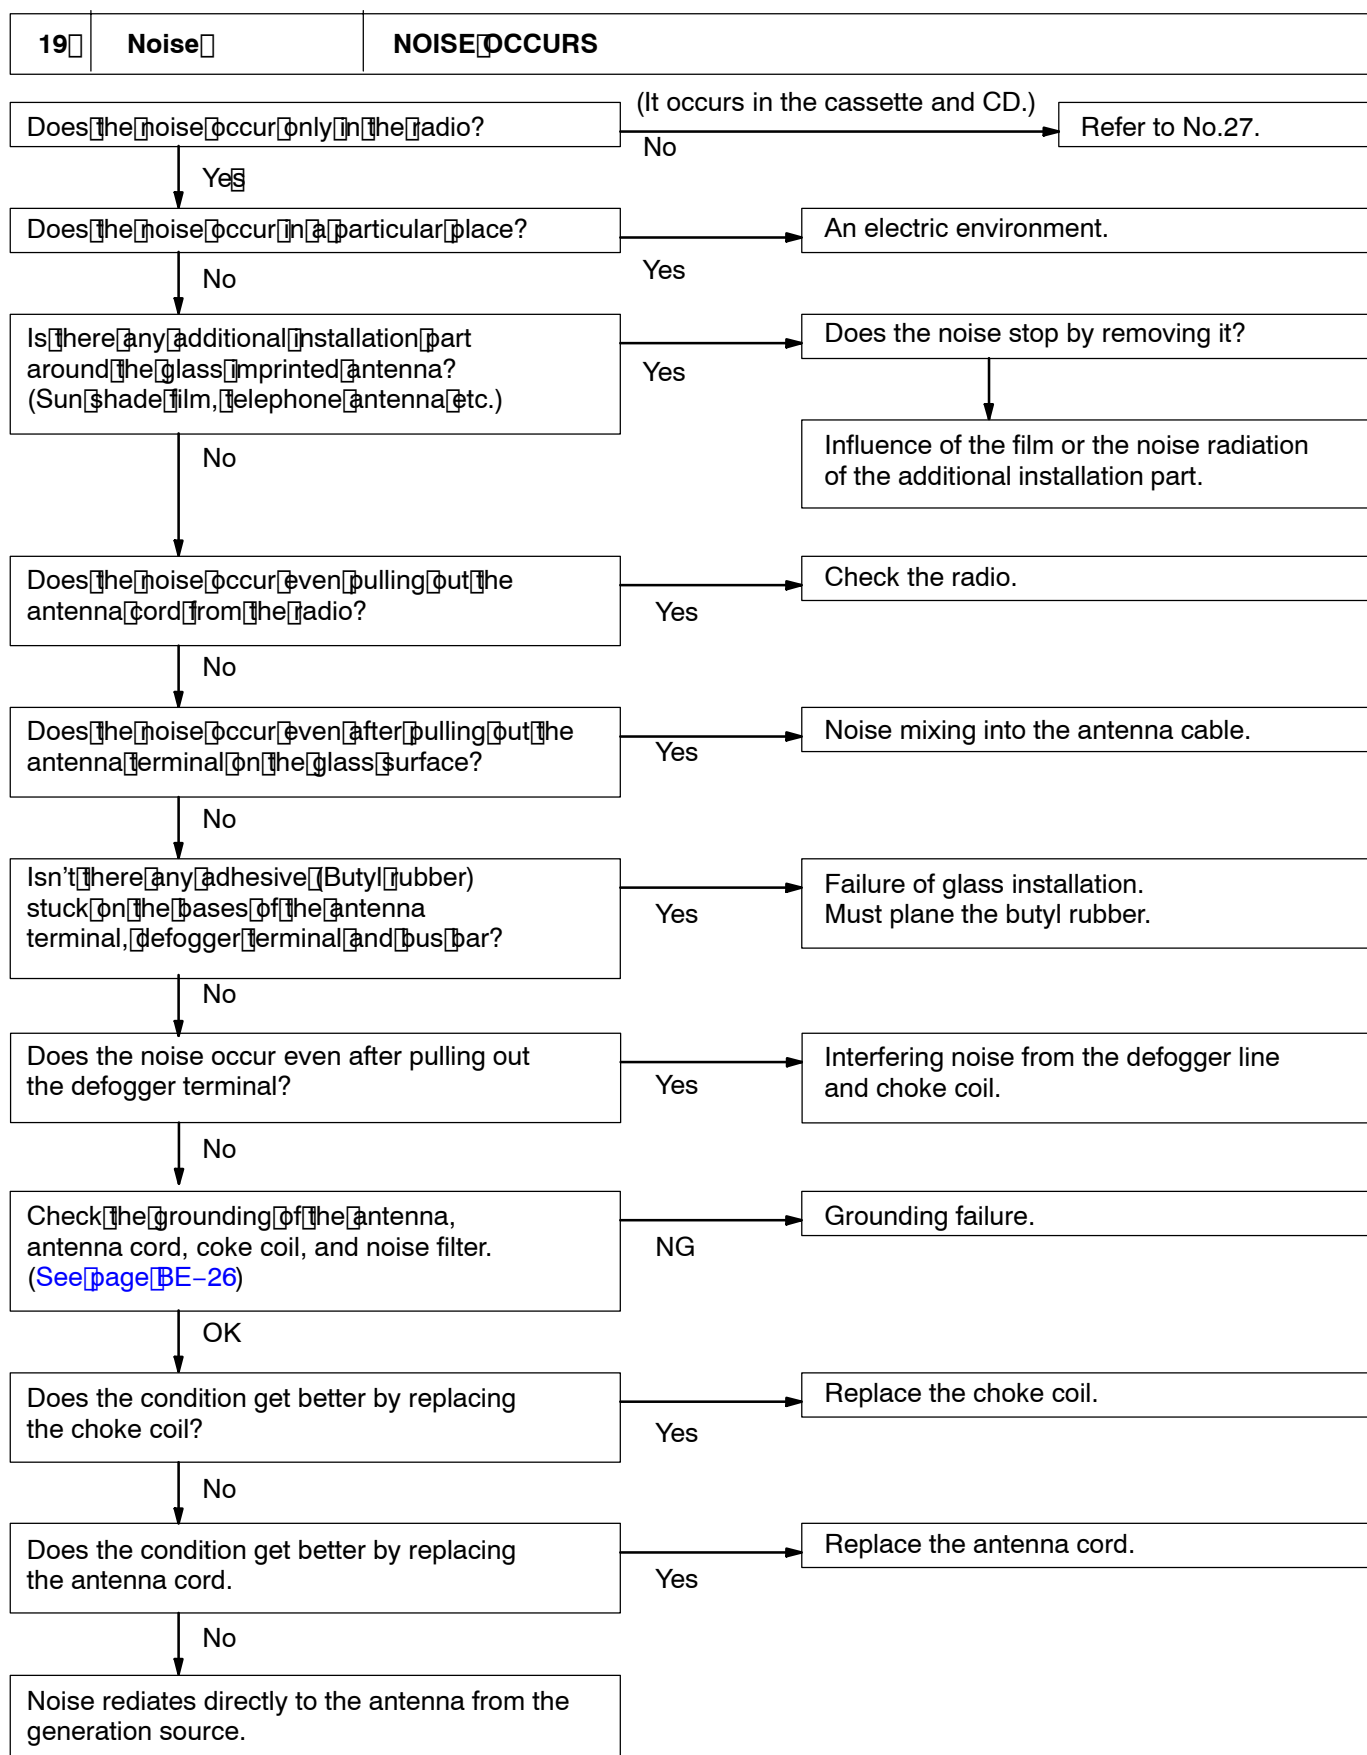 19 Noise NOISE OCCURS
(It occurs in the cassette and CD.)
Does the noise occur only in the radio?
Refer to No.27.
No
Yes
Does the noise occur in a particular place?
An electric environment.
Yes
No
Is there any additional installation part
around the glass imprinted antenna?
(Sun shade film, telephone antenna etc.)
Does the noise stop by removing it?
Yes
Influence of the film or the noise radiation
of the additional installation part.
No
Does the noise occur even pulling out the
antenna cord from the radio?
Check the radio.
Yes
No
Does the noise occur even after pulling out the
antenna terminal on the glass surface?
Noise mixing into the antenna cable.
Yes
No
Isn't there any adhesive (Butyl rubber)
stuck on the bases of the antenna
terminal, defogger terminal and bus bar?
Failure of glass installation.
Must plane the butyl rubber.
Yes
No
Does the noise occur even after pulling out
the defogger terminal?
Interfering noise from the defogger line
and choke coil.
Yes
No
Check the grounding of the antenna,
antenna cord, coke coil, and noise filter.
(See page BE–26)
Grounding failure.
NG
OK
Does the condition get better by replacing
the choke coil?
Replace the choke coil.
Yes
No
Does the condition get better by replacing
the antenna cord.
Replace the antenna cord.
Yes
No
Noise rediates directly to the antenna from the
generation source.